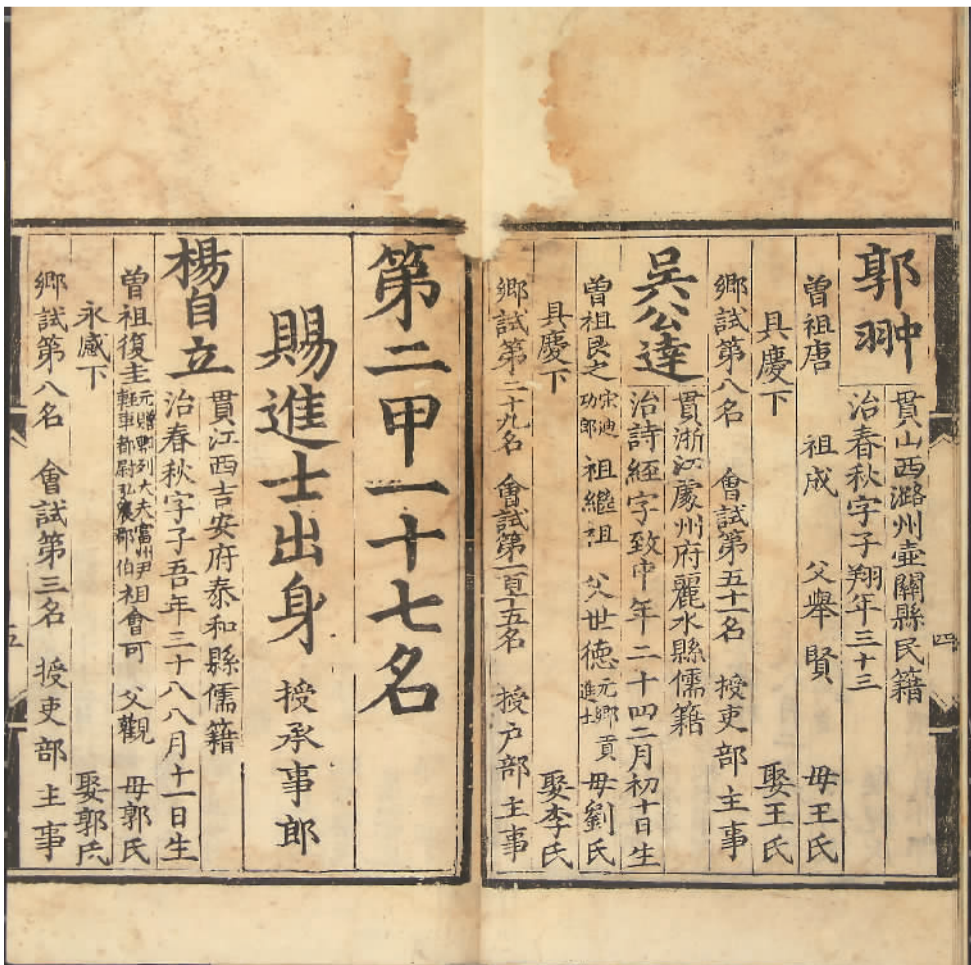 郭翀
貫山西潞州壺關縣民籍
治春秋字子翔年三十三
曾祖唐 祖成 父舉賢 母王氏
具慶下 娶王氏
鄉試第八名 會試第五十一名 授吏部主事
吳公達
貫浙江處州府麗水縣儒籍
治詩經字致中年二十四二月初十日生
曾祖良之宋迪功郎 祖繼祖 父世德元鄉貢進士 母劉氏
具慶下 娶李氏
鄉試第二十九名 會試第一百十五名 授户部主事
四
第二甲一十七名
賜進士出身 授承事郎
楊自立
貫江西吉安府泰和縣儒籍
治春秋字子吾年三十八八月十一日生
曾祖復圭元贈朝列大夫富州尹輕車都尉弘農郡伯 祖會可 父觀 母郭氏
永感下 娶郭氏
鄉試第八名 會試第三名 授吏部主事
五